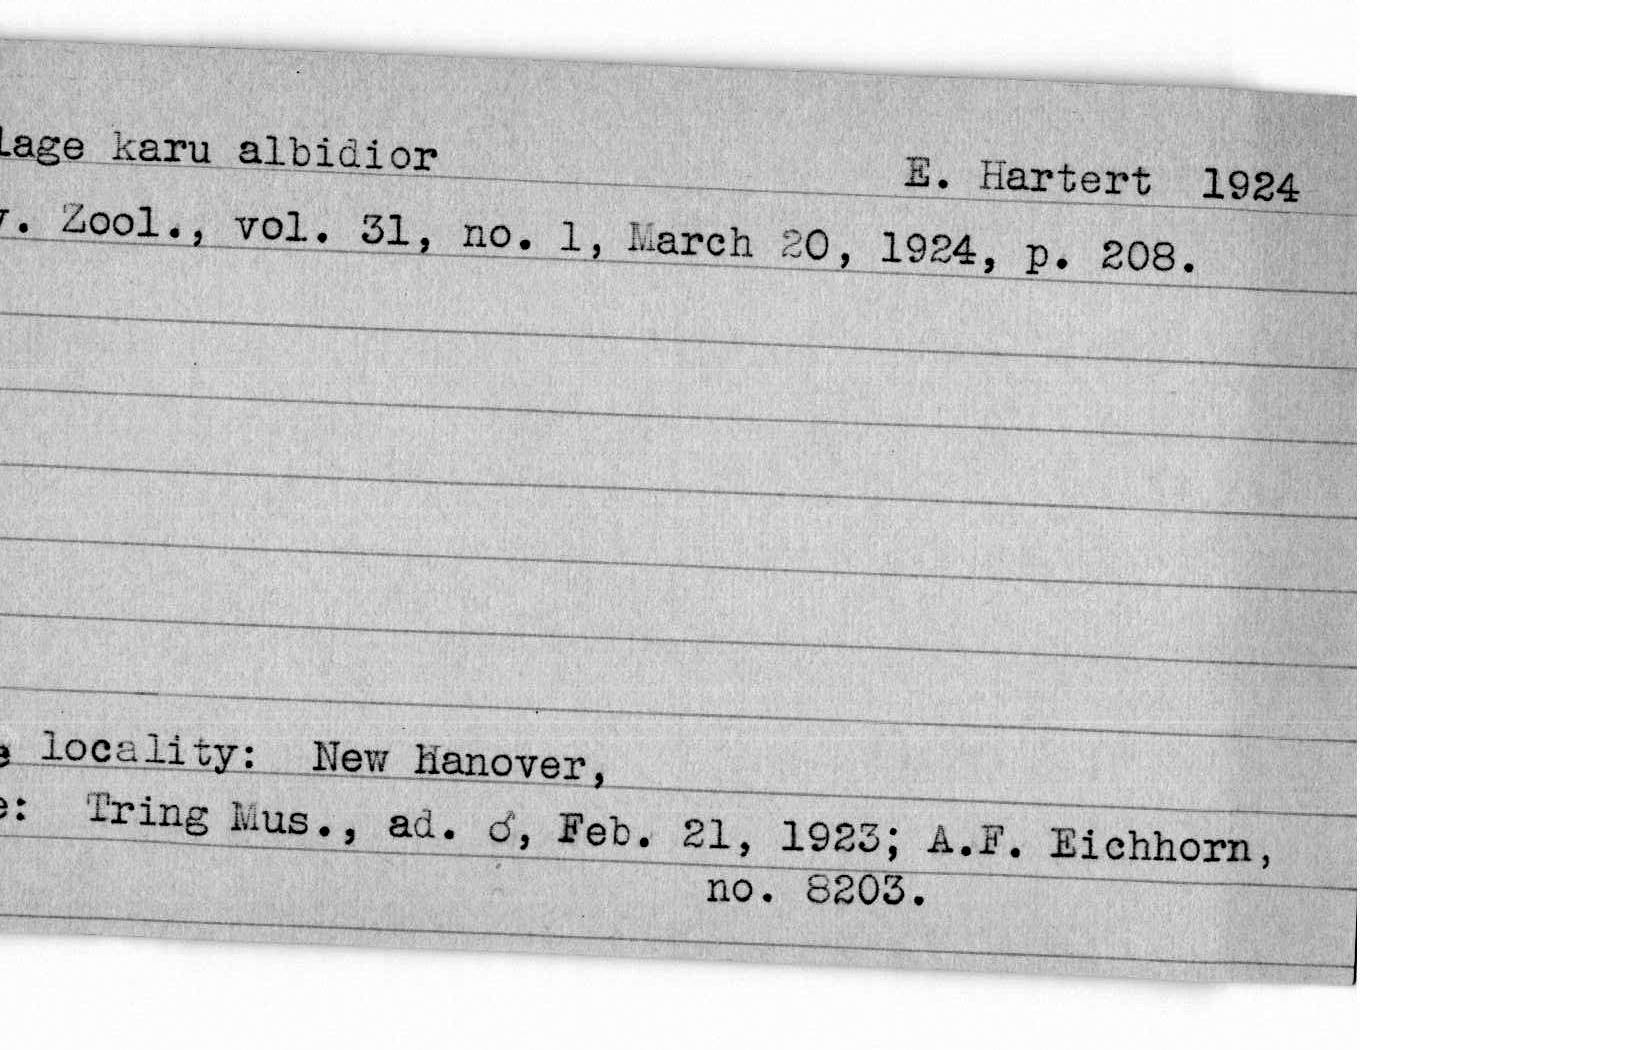 lage karu albidior E. Hartert 1924
v. Zool., vol. 31, no. 1, March 20, 1924, p. 208.
e locality: New Hanover,
e: Tring Mus., ad. ♂, Feb. 21, 1923; A.F. Eichhorn,
no. 8203.